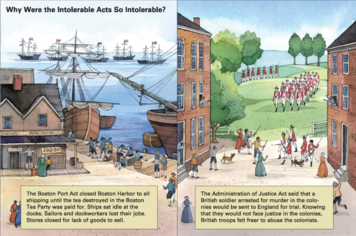 Why Were the Intolerable Acts So Intolerable?
The Boston Port Act closed Boston Harbor to all
shipping until the tea destroyed in the Boston
Tea Party was paid for. Ships sat idle at the
docks. Sailors and dockworkers lost their jobs.
Stores closed for lack of goods to sell.
The Administration of Justice Act said that a
British soldier arrested for murder in the colo-
nies would be sent to England for trial. Knowing
that they would not face justice in the colonies,
British troops felt freer to abuse the colonists.